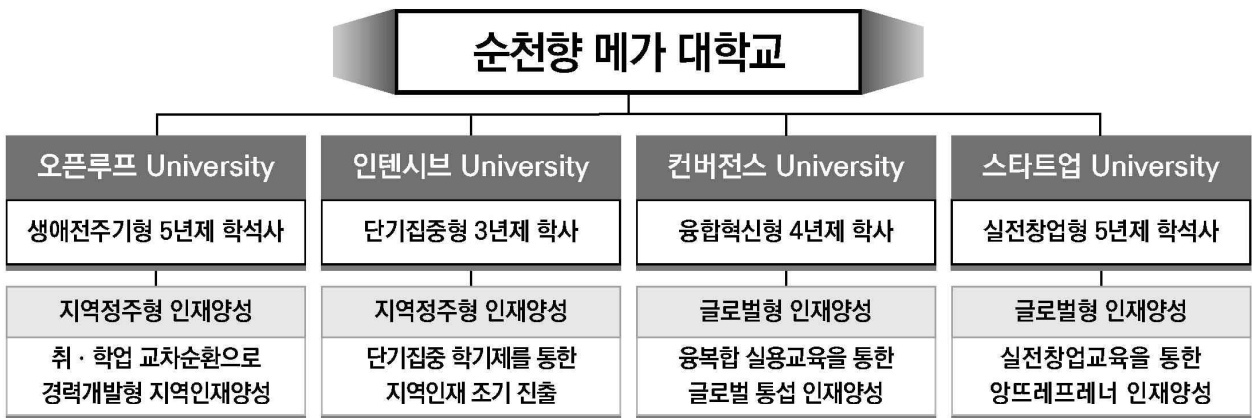 순천향 메가 대학교
오픈루프 University
생애전주기형 5년제 학석사
지역정주형 인재양성
취 · 학업 교차순환으로
경력개발형 지역인재양성
인텐시브 University
단기집중형 3년제 학사
지역정주형 인재양성
단기집중 학기제를 통한
지역인재 조기 진출
컨버전스 University
융합혁신형 4년제 학사
글로벌형 인재양성
융복합 실용교육을 통한
글로벌 통섭 인재양성
스타트업 University
실전창업형 5년제 학석사
글로벌형 인재양성
실전창업교육을 통한
앙뜨레프레너 인재양성